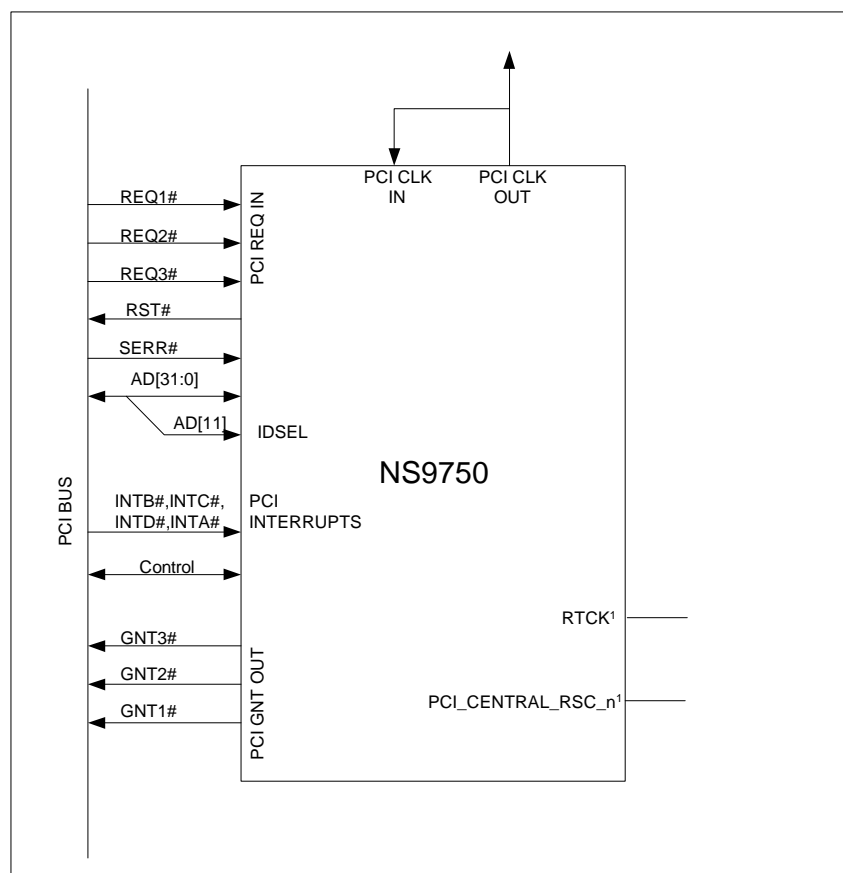 PCI CLK
IN
PCI CLK
OUT
REQ1#
REQ2#
REQ3#
PCI REQ IN
RST#
SERR#
AD[31:0]
AD[11]
IDSEL
NS9750
PCI BUS
INTB#,INTC#,
INTD#,INTA#
PCI
INTERRUPTS
Control
RTCK¹
GNT3#
GNT2#
GNT1#
PCI GNT OUT
PCI_CENTRAL_RSC_n¹